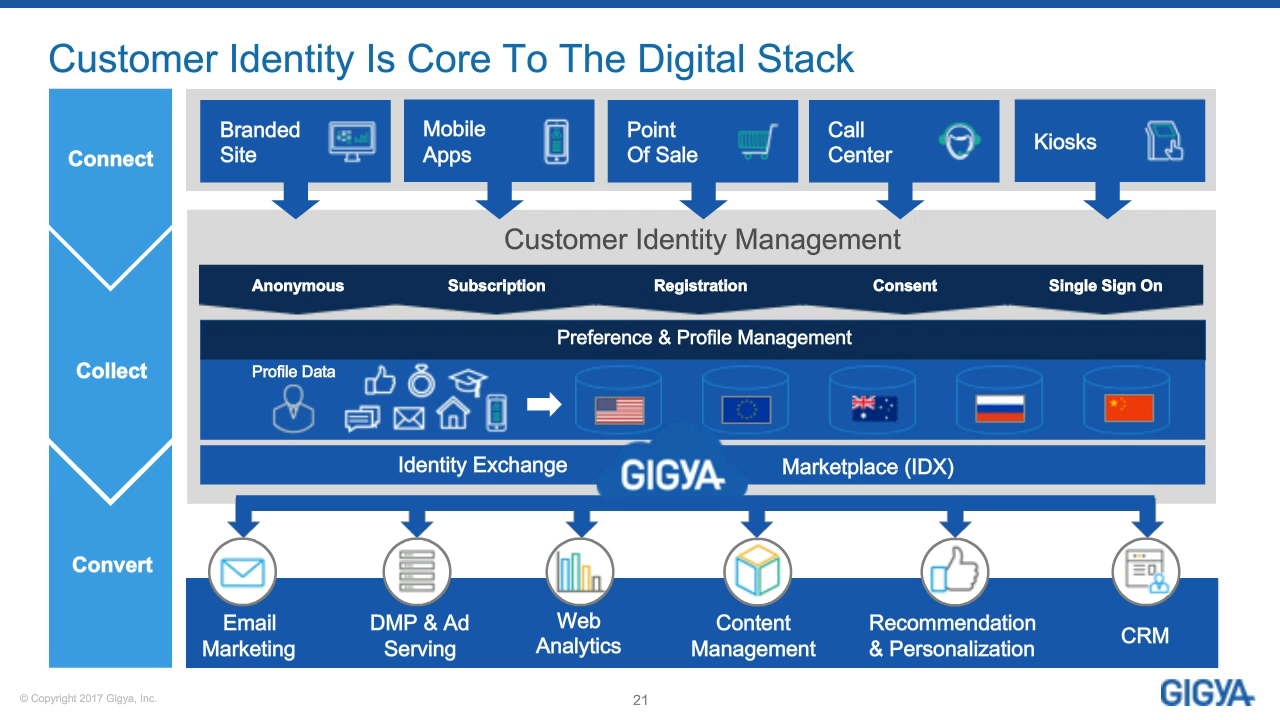 Customer Identity Is Core To The Digital Stack
Connect
Branded
Site
Mobile
Apps
Point
Of Sale
Call
Center
Kiosks
Customer Identity Management
Anonymous
Subscription
Registration
Consent
Single Sign On
Collect
Preference & Profile Management
Profile Data
Identity Exchange
GIGYA
Marketplace (IDX)
Convert
Email
Marketing
DMP & Ad
Serving
Web
Analytics
Content
Management
Recommendation
& Personalization
CRM
© Copyright 2017 Gigya, Inc.
21
GIGYA